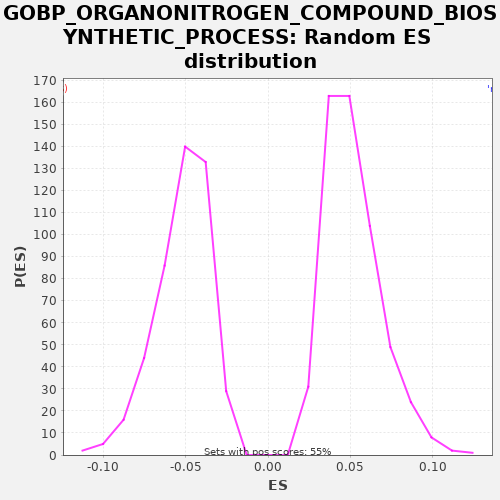 GOBP_ORGANONITROGEN_COMPOUND_BIOS
YNTHETIC_PROCESS: Random ES
distribution
170
160
150
140
130
120
110
100
90
80
70
60
50
40
30
20
10
0
P(ES)
Sets with pos scores: 55%
-0.10 -0.05 0.00 0.05 0.10
ES